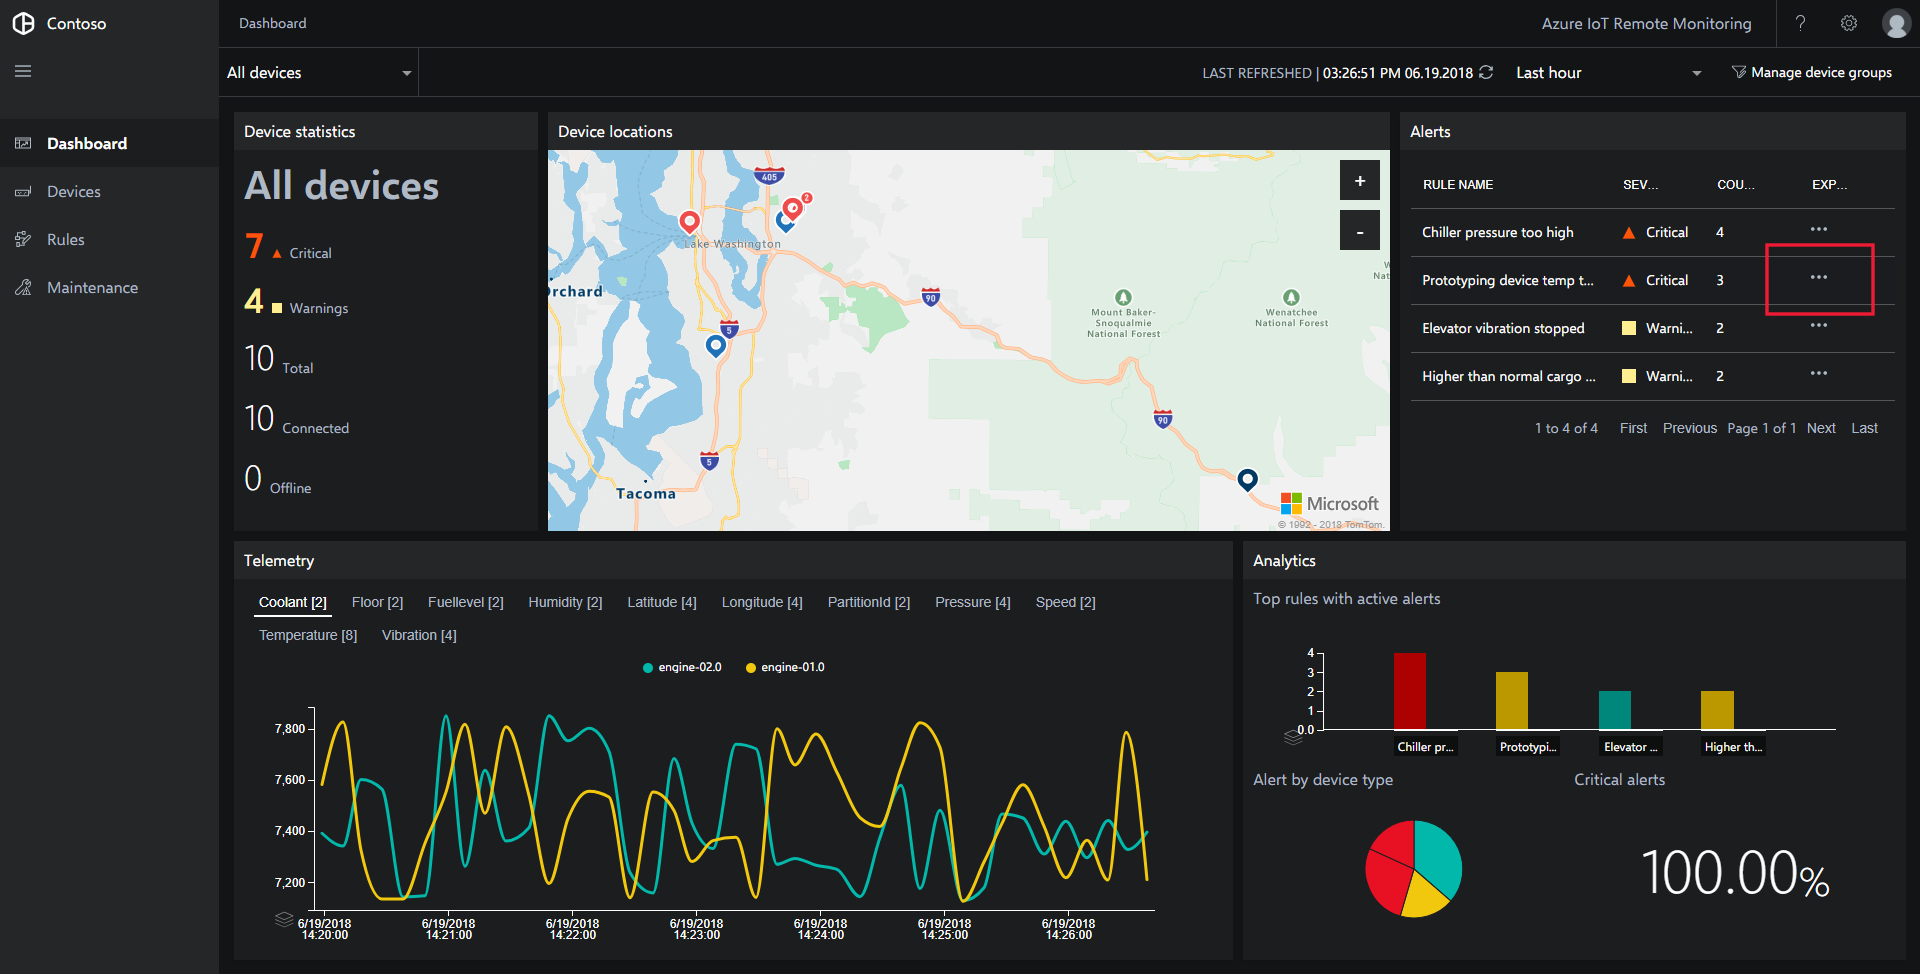 Contoso
Dashboard
Azure IoT Remote Monitoring
?
All devices
LAST REFRESHED | 03:26:51 PM 06.19.2018
Last hour
Manage device groups
Dashboard
Devices
Rules
Maintenance
Device statistics
All devices
7 Critical
4 Warnings
10 Total
10 Connected
0 Offline
Device locations
405
2
Lake Washington
90
Orchard
5
Mount Baker-
Snoqualmie
National Forest
Wenatchee
National Forest
W
Nat
90
5
Tacoma
+
-
Microsoft
© 1992 - 2018 TomTom.
Alerts
RULE NAME SEV... COU... EXP...
Chiller pressure too high Critical 4 ...
Prototyping device temp t... Critical 3 ...
Elevator vibration stopped Warni... 2 ...
Higher than normal cargo ... Warni... 2 ...
1 to 4 of 4 First Previous Page 1 of 1 Next Last
Telemetry
Coolant [2] Floor [2] Fuellevel [2] Humidity [2] Latitude [4] Longitude [4] PartitionId [2] Pressure [4] Speed [2]
Temperature [8] Vibration [4]
engine-02.0 engine-01.0
7,800
7,600
7,400
7,200
6/19/2018 6/19/2018 6/19/2018 6/19/2018 6/19/2018 6/19/2018 6/19/2018
14:20:00 14:21:00 14:22:00 14:23:00 14:24:00 14:25:00 14:26:00
Analytics
Top rules with active alerts
4
3
2
1
0.0
Chiller pr... Prototypi... Elevator ... Higher th...
Alert by device type
Critical alerts
100.00%